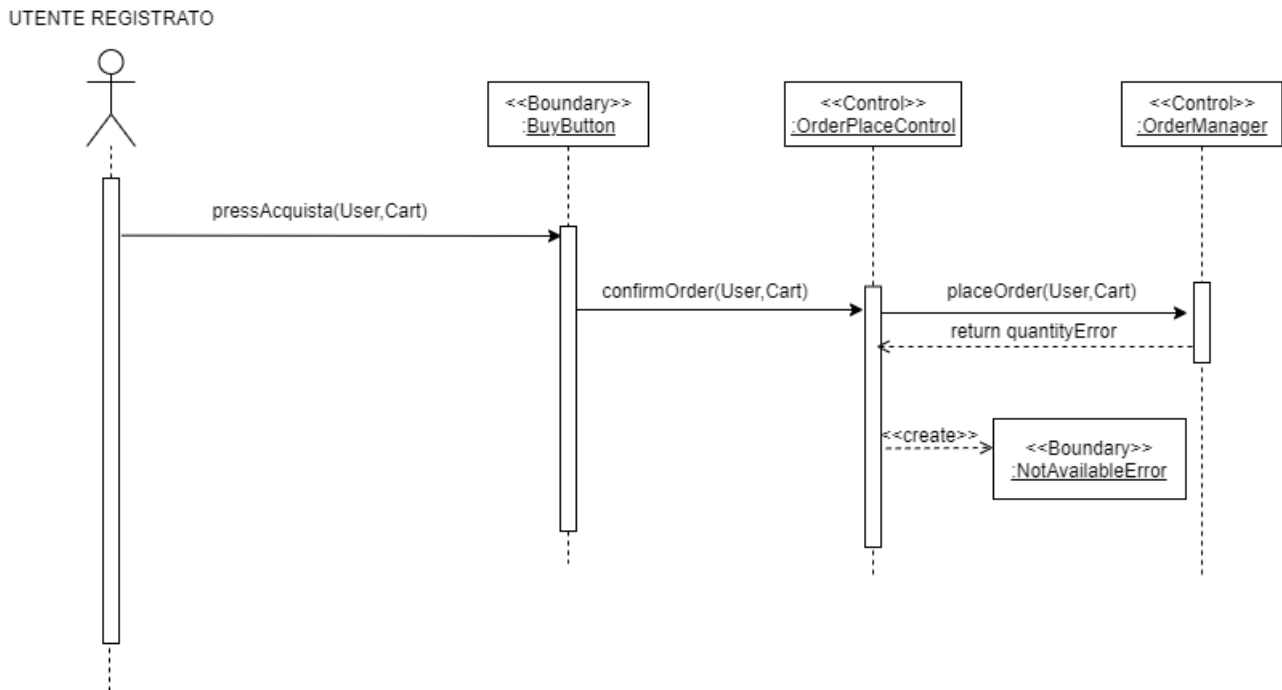 UTENTE REGISTRATO
<<Boundary>>
:BuyButton
<<Control>>
:OrderPlaceControl
<<Control>>
:OrderManager
pressAcquista(User,Cart)
confirmOrder(User,Cart)
placeOrder(User,Cart)
return quantityError
<<create>>
<<Boundary>>
:NotAvailableError